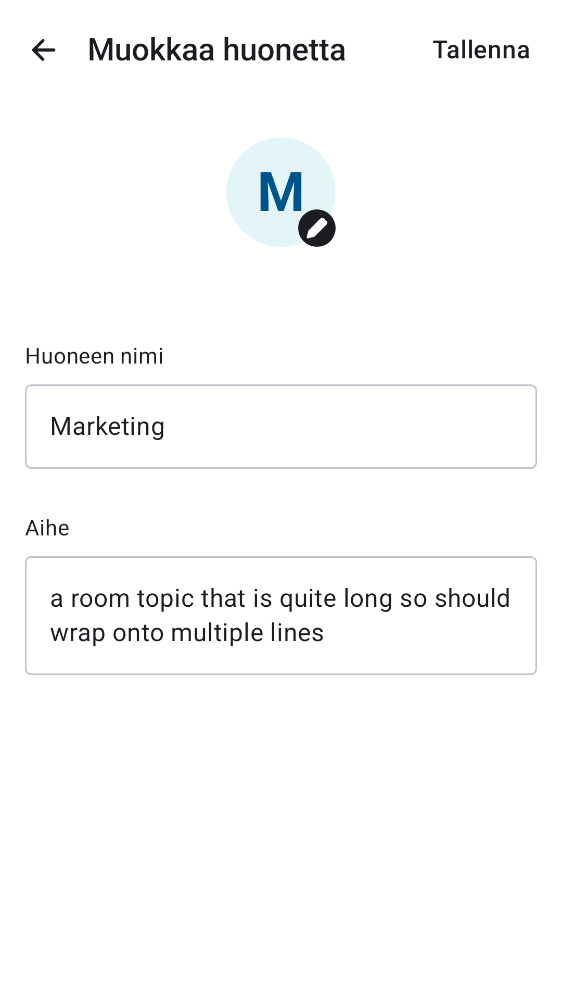 Muokkaa huonetta
Tallenna
M
Huoneen nimi
Marketing
Aihe
a room topic that is quite long so should
wrap onto multiple lines